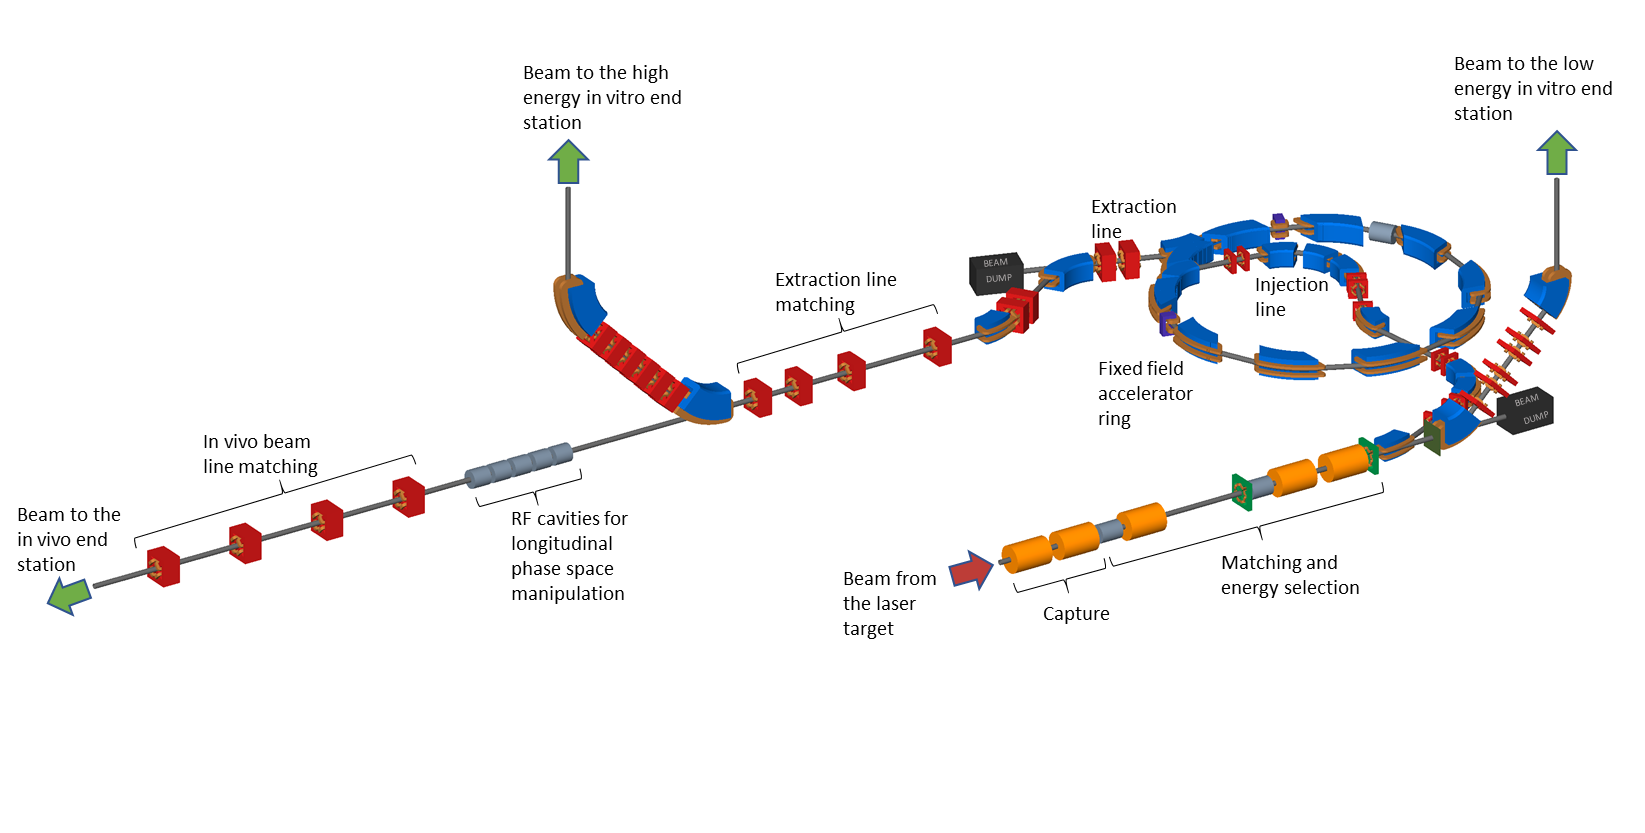 Beam to the high
energy in vitro end
station
Beam to the low
energy in vitro end
station
Extraction
line
BEAM
DUMP
Extraction line
matching
Injection
line
Fixed field
accelerator
ring
BEAM
DUMP
In vivo beam
line matching
Beam to the
in vivo end
station
RF cavities for
longitudinal
phase space
manipulation
Beam from
the laser
target
Capture
Matching and
energy selection